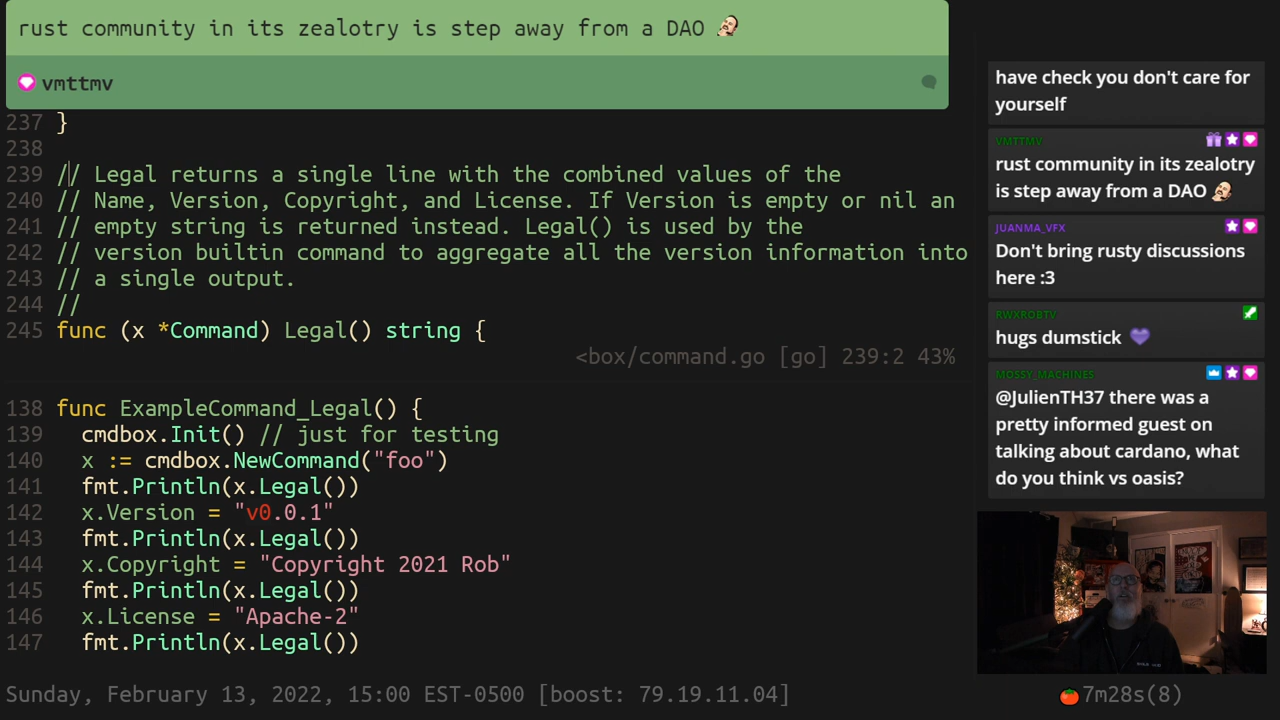 rust community in its zealotry is step away from a DAO
vmttmv
237 }
238
239 // Legal returns a single line with the combined values of the
240 // Name, Version, Copyright, and License. If Version is empty or nil an
241 // empty string is returned instead. Legal() is used by the
242 // version builtin command to aggregate all the version information into
243 // a single output.
244 //
245 func (x *Command) Legal() string {
<box/command.go [go] 239:2 43%
138 func ExampleCommand_Legal() {
139 cmdbox.Init() // just for testing
140 x := cmdbox.NewCommand("foo")
141 fmt.Println(x.Legal())
142 x.Version = "v0.0.1"
143 fmt.Println(x.Legal())
144 x.Copyright = "Copyright 2021 Rob"
145 fmt.Println(x.Legal())
146 x.License = "Apache-2"
147 fmt.Println(x.Legal())
Sunday, February 13, 2022, 15:00 EST-0500 [boost: 79.19.11.04]
have check you don't care for
yourself
VMTTMV
rust community in its zealotry
is step away from a DAO
JUANMA_VFX
Don't bring rusty discussions
here :3
RWXROBTV
hugs dumstick 💜
MOSSY_MACHINES
@JulienTH37 there was a
pretty informed guest on
talking about cardano, what
do you think vs oasis?
🍅7m28s(8)